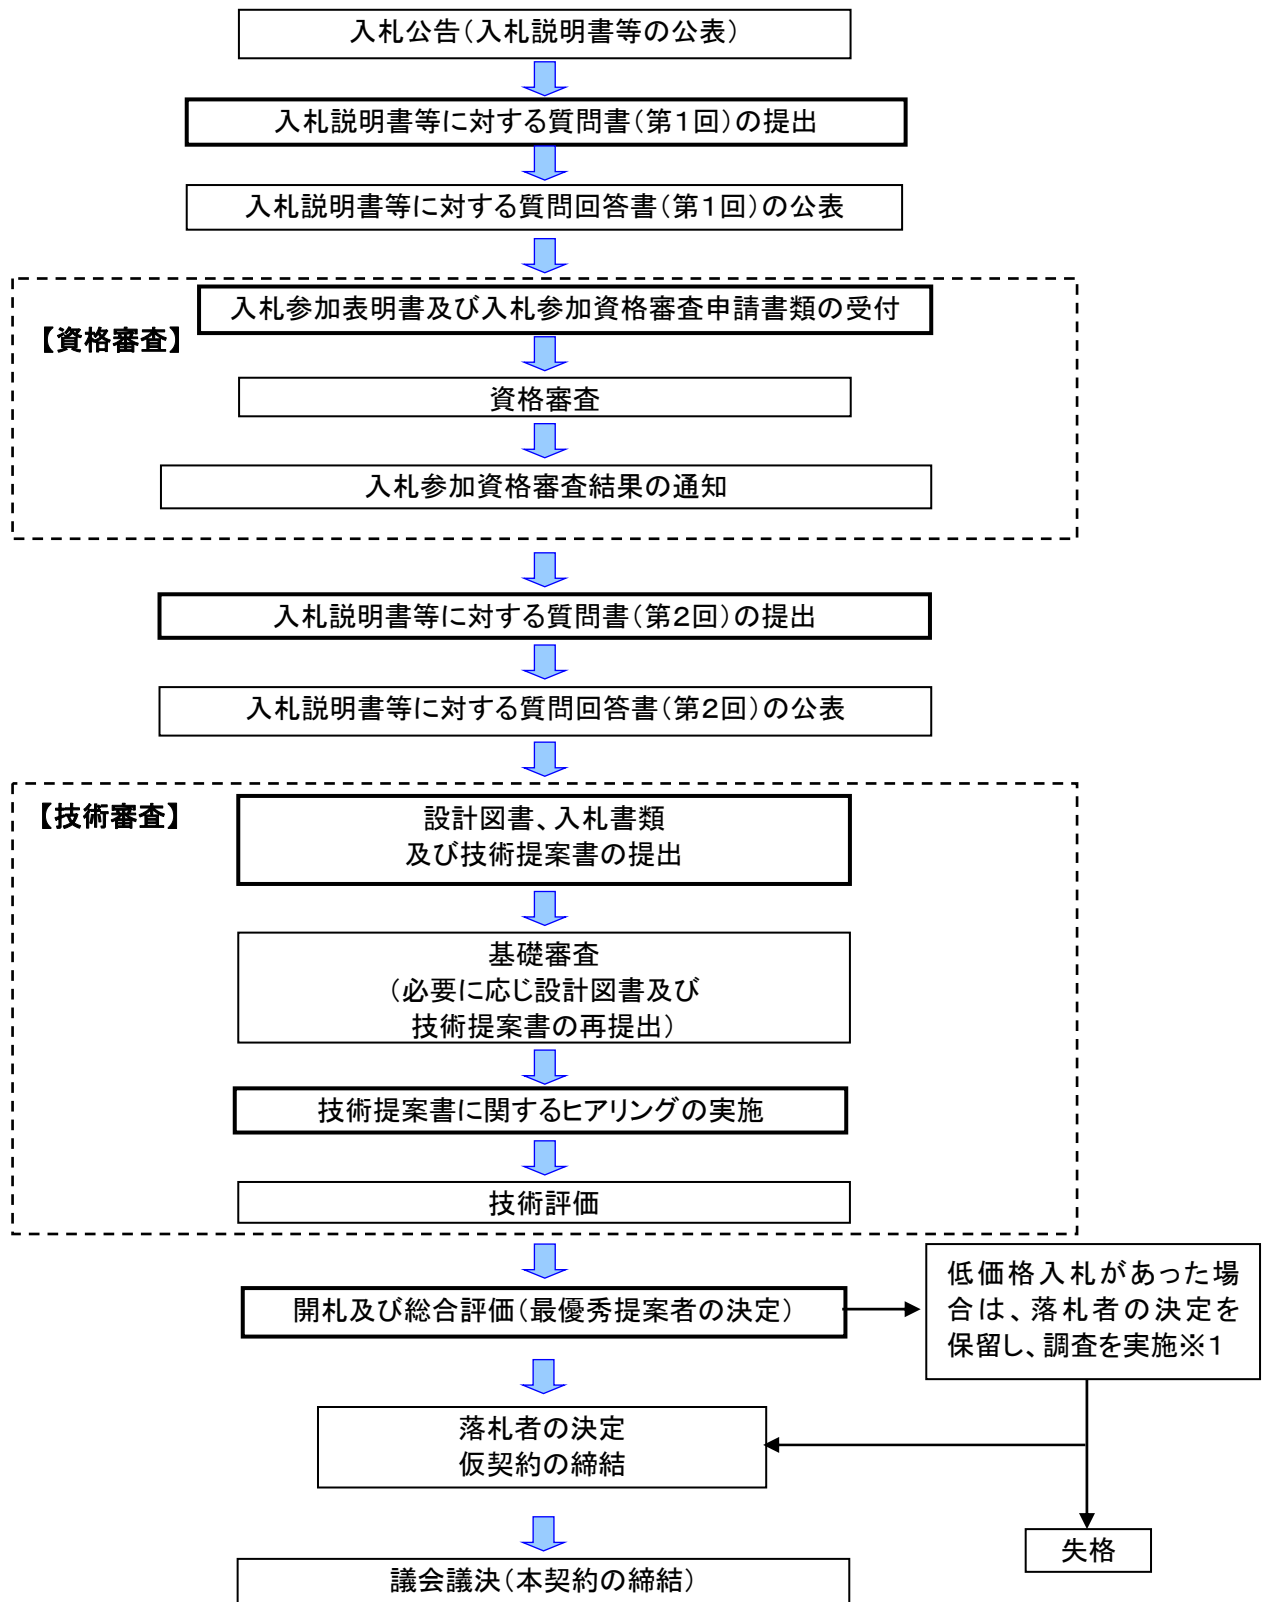 入札公告（入札説明書等の公表）
入札説明書等に対する質問書（第１回）の提出
入札説明書等に対する質問回答書（第１回）の公表
入札参加表明書及び入札参加資格審査申請書類の受付
【資格審査】
資格審査
入札参加資格審査結果の通知
入札説明書等に対する質問書（第２回）の提出
入札説明書等に対する質問回答書（第２回）の公表
【技術審査】
設計図書、入札書類
及び技術提案書の提出
基礎審査
（必要に応じ設計図書及び
技術提案書の再提出）
技術提案書に関するヒアリングの実施
技術評価
開札及び総合評価（最優秀提案者の決定）
低価格入札があった場
合は、落札者の決定を
保留し、調査を実施※１
落札者の決定
仮契約の締結
失格
議会議決（本契約の締結）